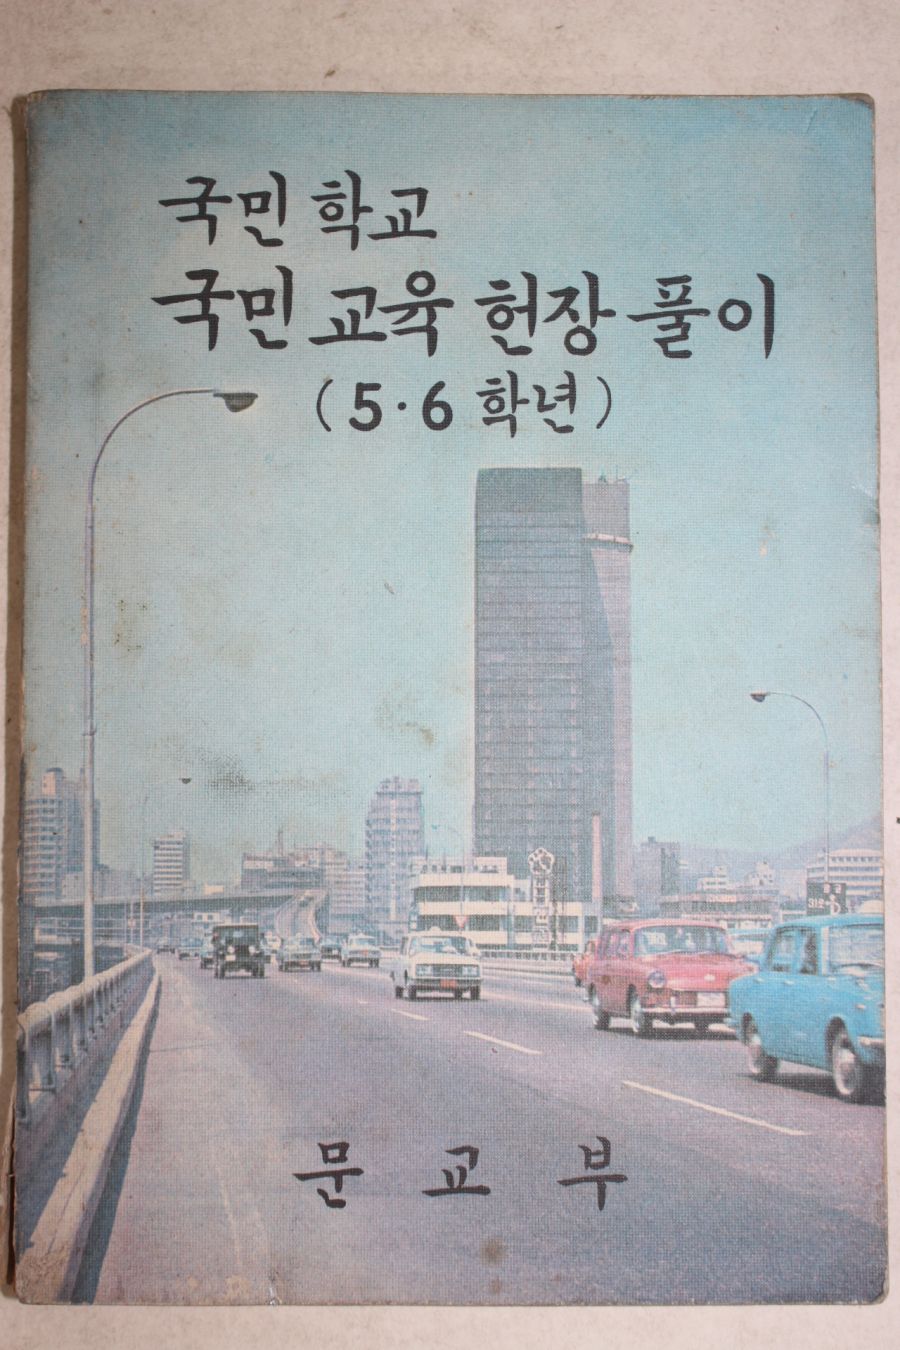 국민 학교
국민 교육 헌장 풀이
(5·6 학년)
문 교 부